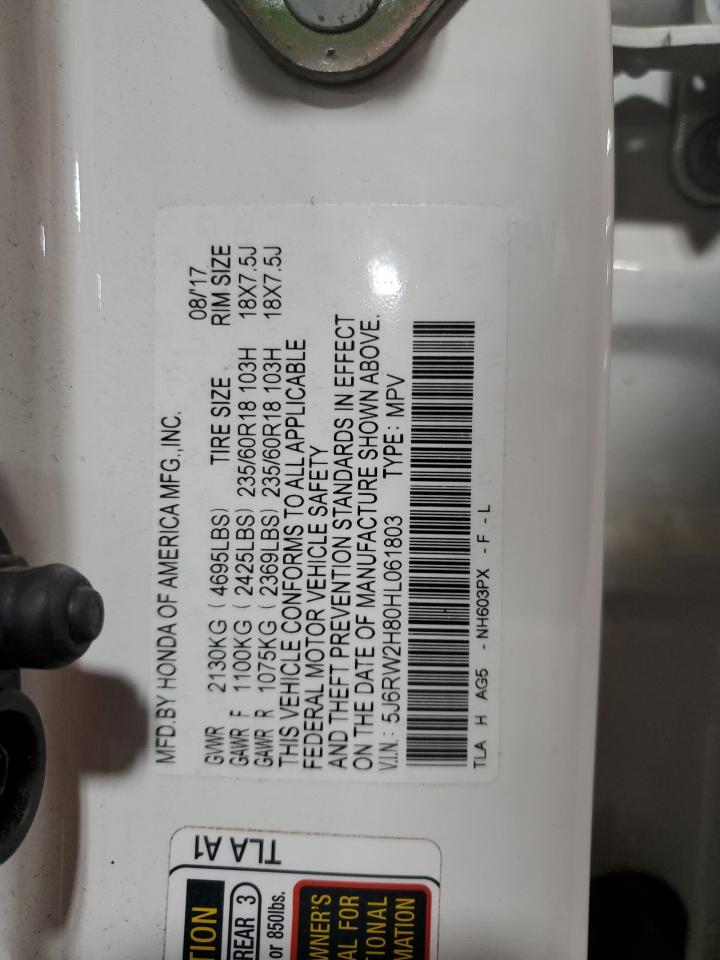 MFD.BY HONDA OF AMERICA MFG.,INC.
08/'17
TIRE SIZE RIM SIZE
GVWR 2130KG (4695LBS)
GAWR F 1100KG (2425LBS) 235/60R18 103H 18X7.5J
GAWR R 1075KG (2369LBS) 235/60R18 103H 18X7.5J
THIS VEHICLE CONFORMS TO ALL APPLICABLE
FEDERAL MOTOR VEHICLE SAFETY
AND THEFT PREVENTION STANDARDS IN EFFECT
ON THE DATE OF MANUFACTURE SHOWN ABOVE.
V.I.N.: 5J6RW2H80HL061803 TYPE: MPV
TLA H AG5 - NH603PX - F - L
TLA A1
TION
REAR 3
or 850lbs.
WNER'S
AL FOR
TIONAL
MATION